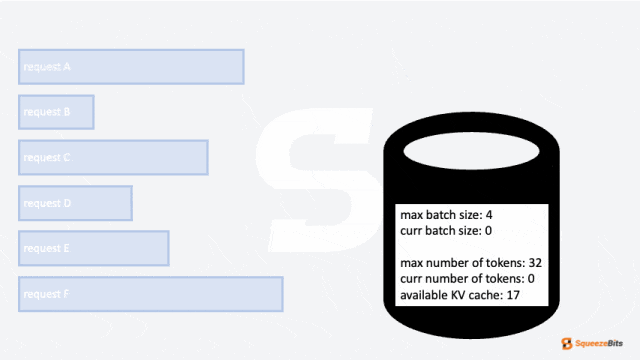 request A
request B
request C
request D
request E
request F
max batch size: 4
curr batch size: 0
max number of tokens: 32
curr number of tokens: 0
available KV cache: 17
SqueezeBits